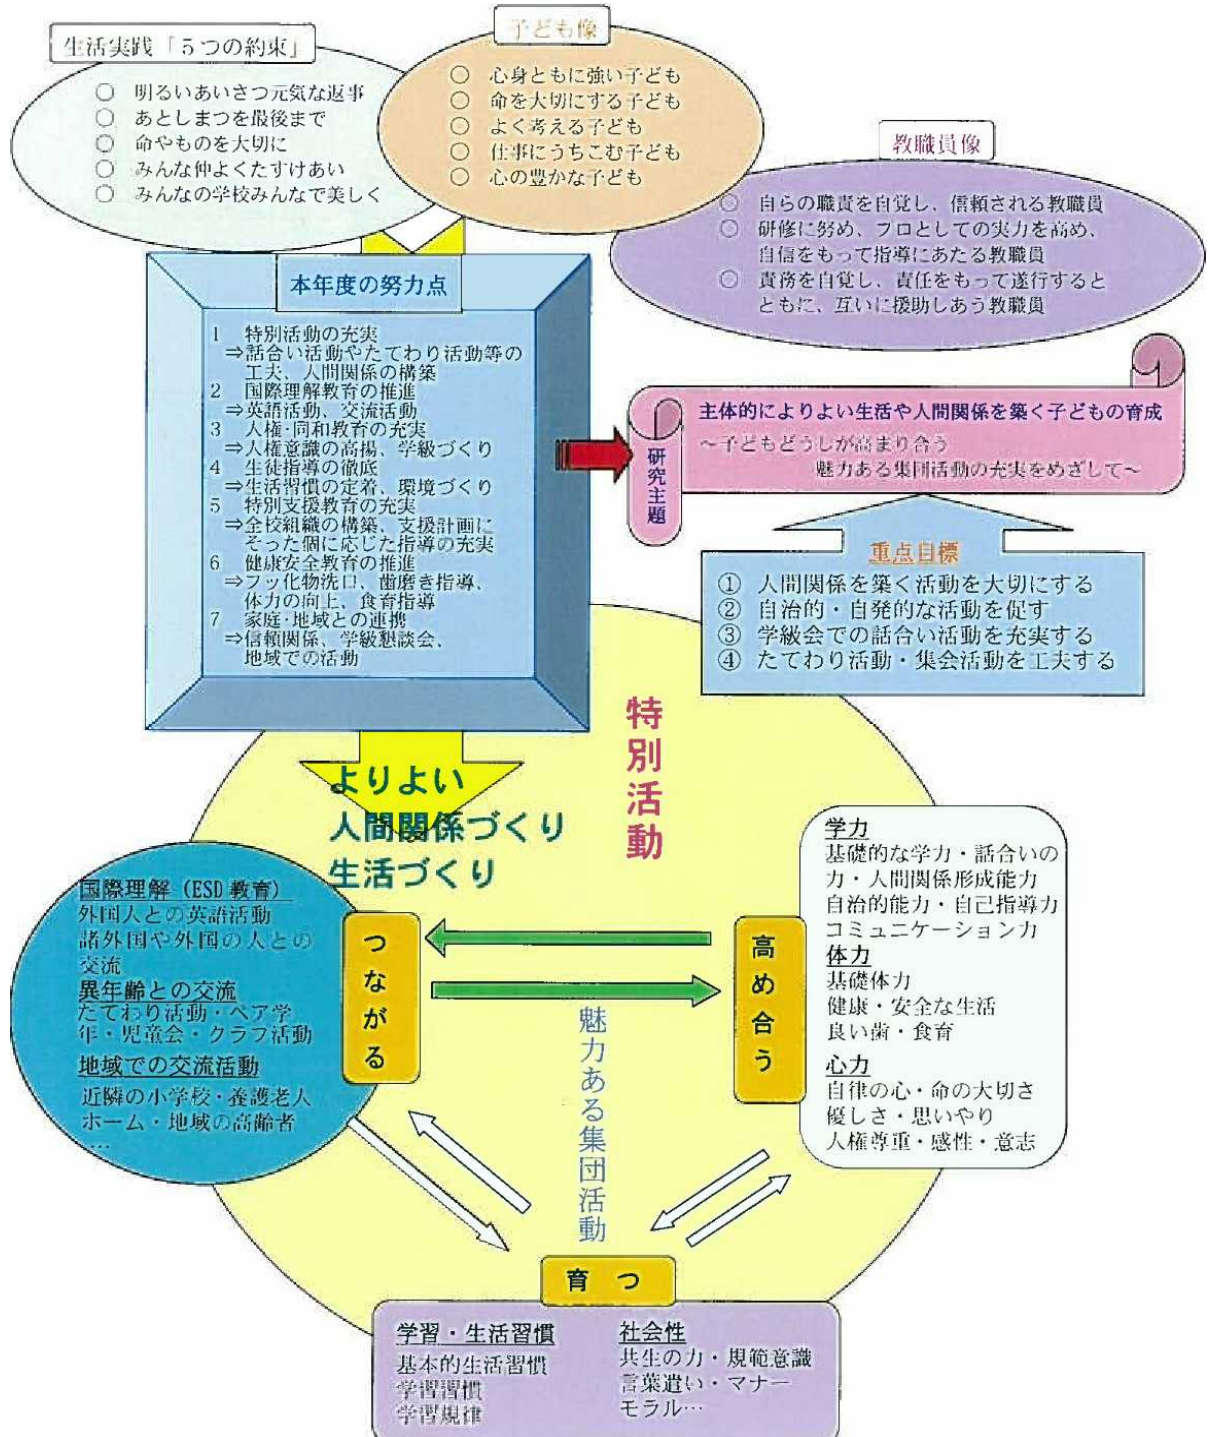 生活実践「５つの約束」
○ 明るいあいさつ元気な返事
○ あとしまつを最後まで
○ 命やものを大切に
○ みんな仲よくたすけあい
○ みんなの学校みんなで美しく
子ども像
○ 心身ともに強い子ども
○ 命を大切にする子ども
○ よく考える子ども
○ 仕事にうちこむ子ども
○ 心の豊かな子ども
教職員像
○ 自らの職責を自覚し、信頼される教職員
○ 研修に努め、プロとしての実力を高め、
自信をもって指導にあたる教職員
○ 責務を自覚し、責任をもって遂行すると
ともに、互いに援助しあう教職員
本年度の努力点
1 特別活動の充実
⇒話合い活動やたてわり活動等の
工夫、人間関係の構築
2 国際理解教育の推進
⇒英語活動、交流活動
3 人権・同和教育の充実
⇒人権意識の高揚、学級づくり
4 生徒指導の徹底
⇒生活習慣の定着、環境づくり
5 特別支援教育の充実
⇒全校組織の構築、支援計画に
そった個に応じた指導の充実
6 健康安全教育の推進
⇒フッ化物洗口、歯磨き指導、
体力の向上、食育指導
7 家庭・地域との連携
⇒信頼関係、学級懇談会、
地域での活動
研究主題
主体的によりよい生活や人間関係を築く子どもの育成
～子どもどうしが高まり合う
魅力ある集団活動の充実をめざして～
重点目標
① 人間関係を築く活動を大切にする
② 自治的・自発的な活動を促す
③ 学級会での話合い活動を充実する
④ たてわり活動・集会活動を工夫する
特別活動
よりよい
人間関係づくり
生活づくり
国際理解（ESD 教育）
外国人との英語活動
諸外国や外国の人との
交流
異年齢との交流
たてわり活動・ペア学
年・児童会・クラブ活動
地域での交流活動
近隣の小学校・養護老人
ホーム・地域の高齢者
…
つながる
高め合う
学力
基礎的な学力・話合いの
力・人間関係形成能力
自治的能力・自己指導力
コミュニケーション力
体力
基礎体力
健康・安全な生活
良い歯・食育
心力
自律の心・命の大切さ
優しさ・思いやり
人権尊重・感性・意志
魅力ある集団活動
育つ
学習・生活習慣
基本的生活習慣
学習習慣
学習規律
社会性
共生の力・規範意識
言葉遣い・マナー
モラル…